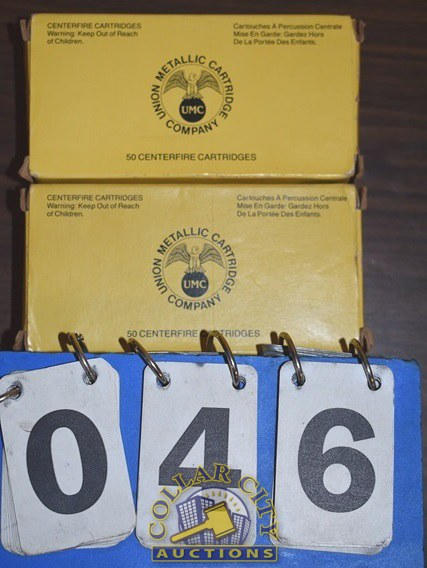 CENTERFIRE CARTRIDGES
Warning: Keep Out of Reach
of Children.
Cartouches A Percussion Centrale
Mise En Garde: Gardez Hors
De La Portée Des Enfants.
UNION METALLIC CARTRIDGE
COMPANY
UMC
50 CENTERFIRE CARTRIDGES
CENTERFIRE CARTRIDGES
Warning: Keep Out of Reach
of Children.
Cartouches A Percussion Centrale
Mise En Garde: Gardez Hors
De La Portée Des Enfants.
UNION METALLIC CARTRIDGE
COMPANY
UMC
50 CENTERFIRE CARTRIDGES
046
COLLAR CITY
AUCTIONS